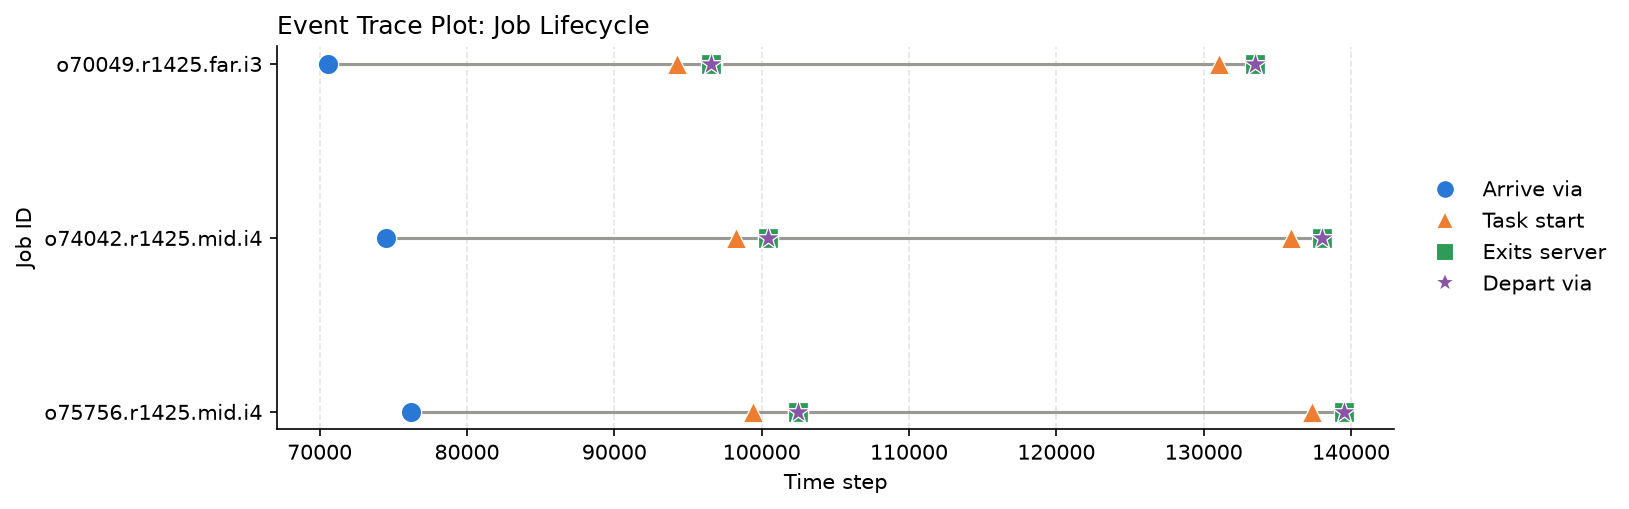 Event Trace Plot: Job Lifecycle
o70049.r1425.far.i3
o74042.r1425.mid.i4
o75756.r1425.mid.i4
Job ID
70000 80000 90000 100000 110000 120000 130000 140000
Time step
Arrive via
Task start
Exits server
Depart via